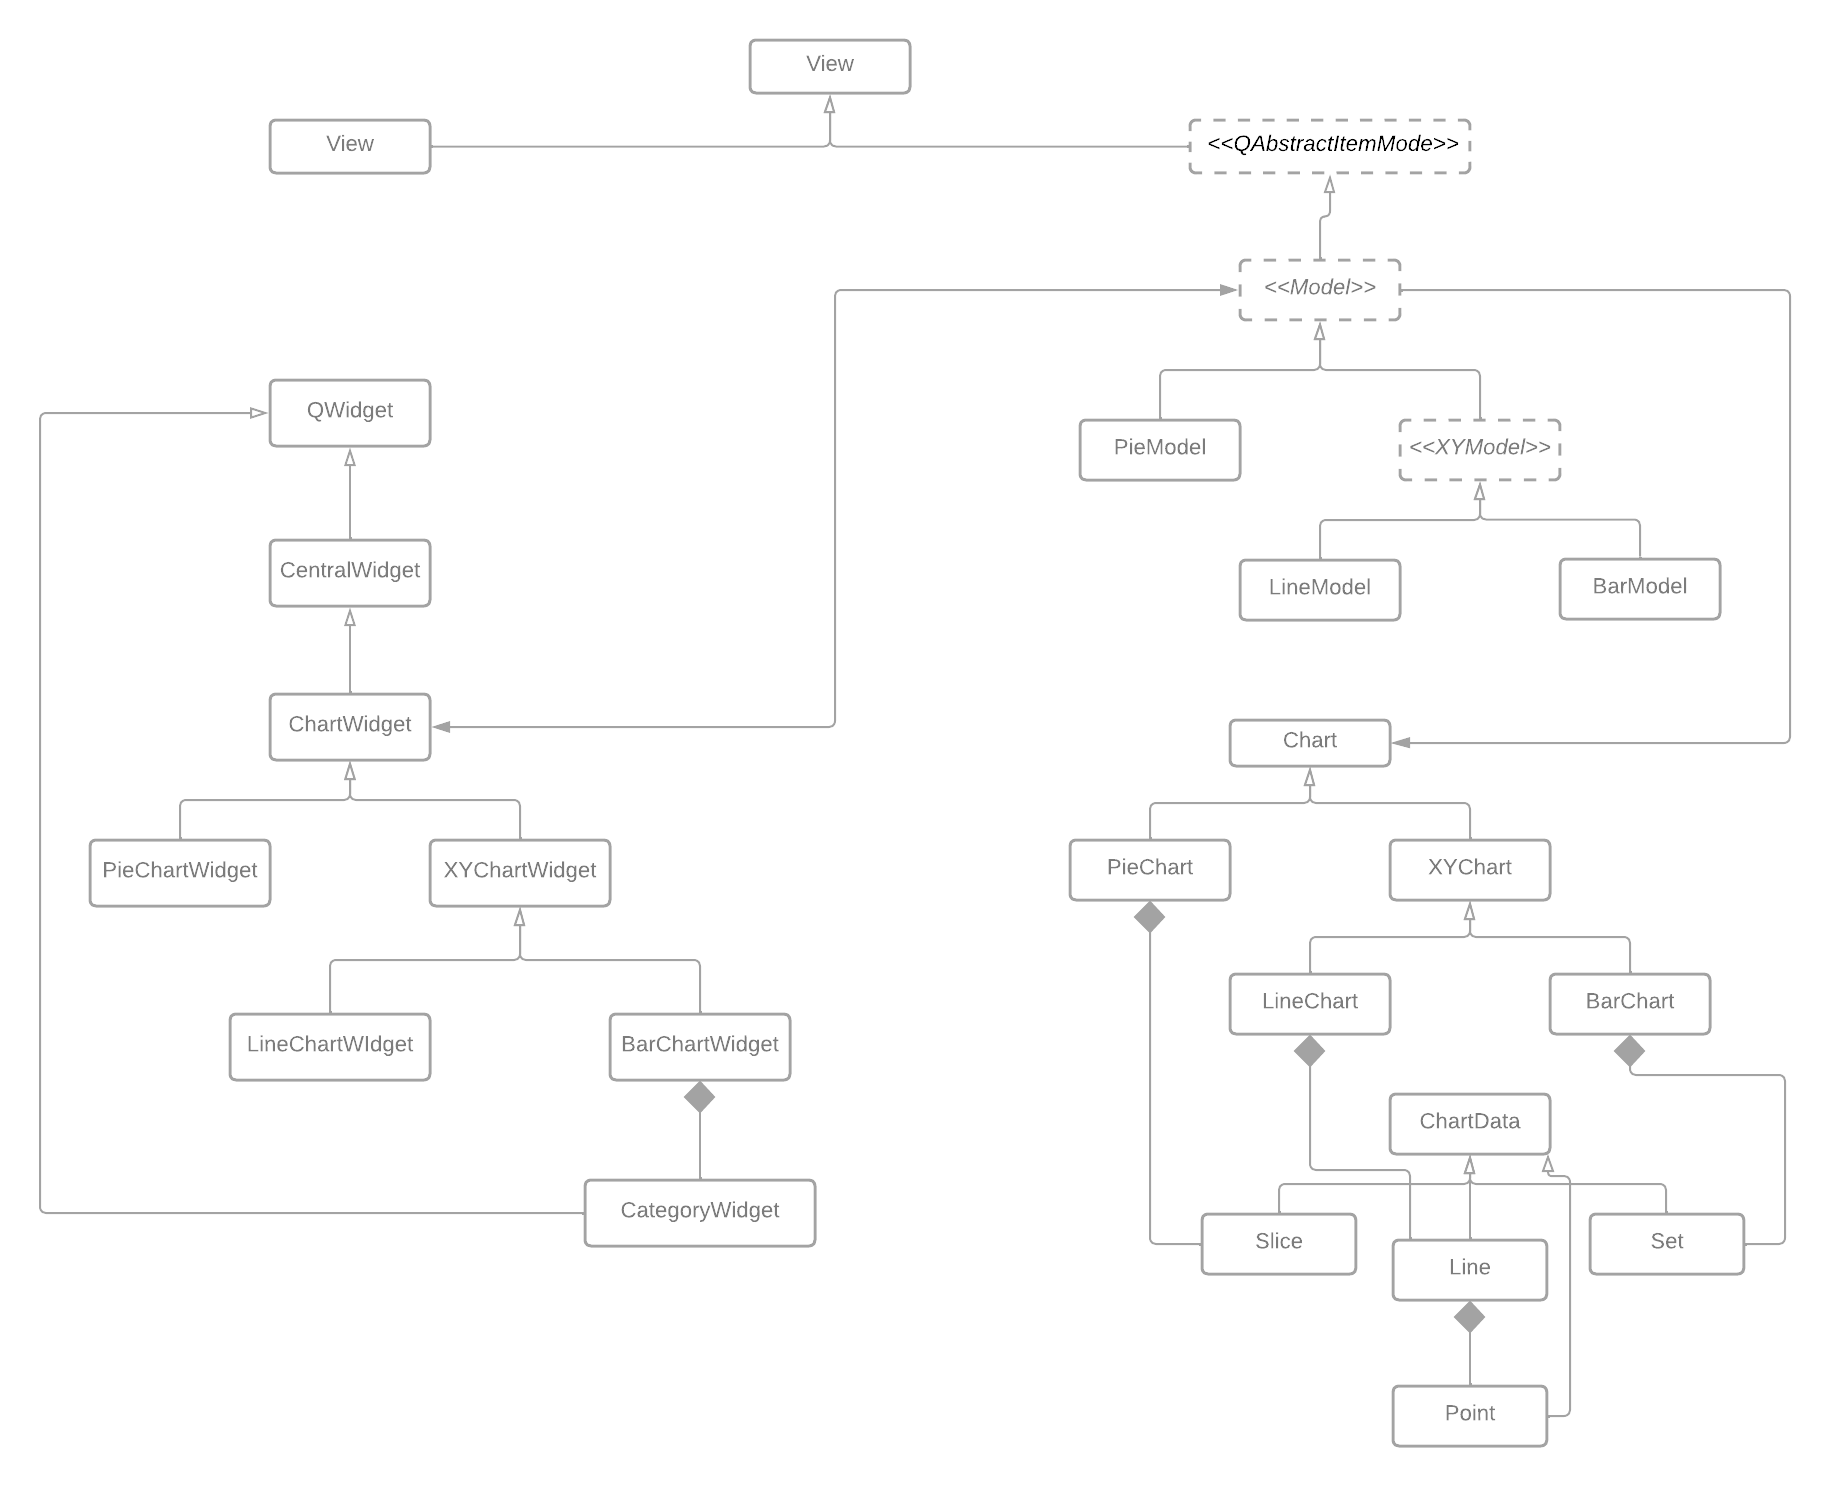 View
View
<<QAbstractItemMode>>
<<Model>>
QWidget
PieModel
<<XYModel>>
CentralWidget
LineModel
BarModel
ChartWidget
Chart
PieChartWidget
XYChartWidget
PieChart
XYChart
LineChartWIdget
BarChartWidget
LineChart
BarChart
ChartData
CategoryWidget
Slice
Line
Set
Point